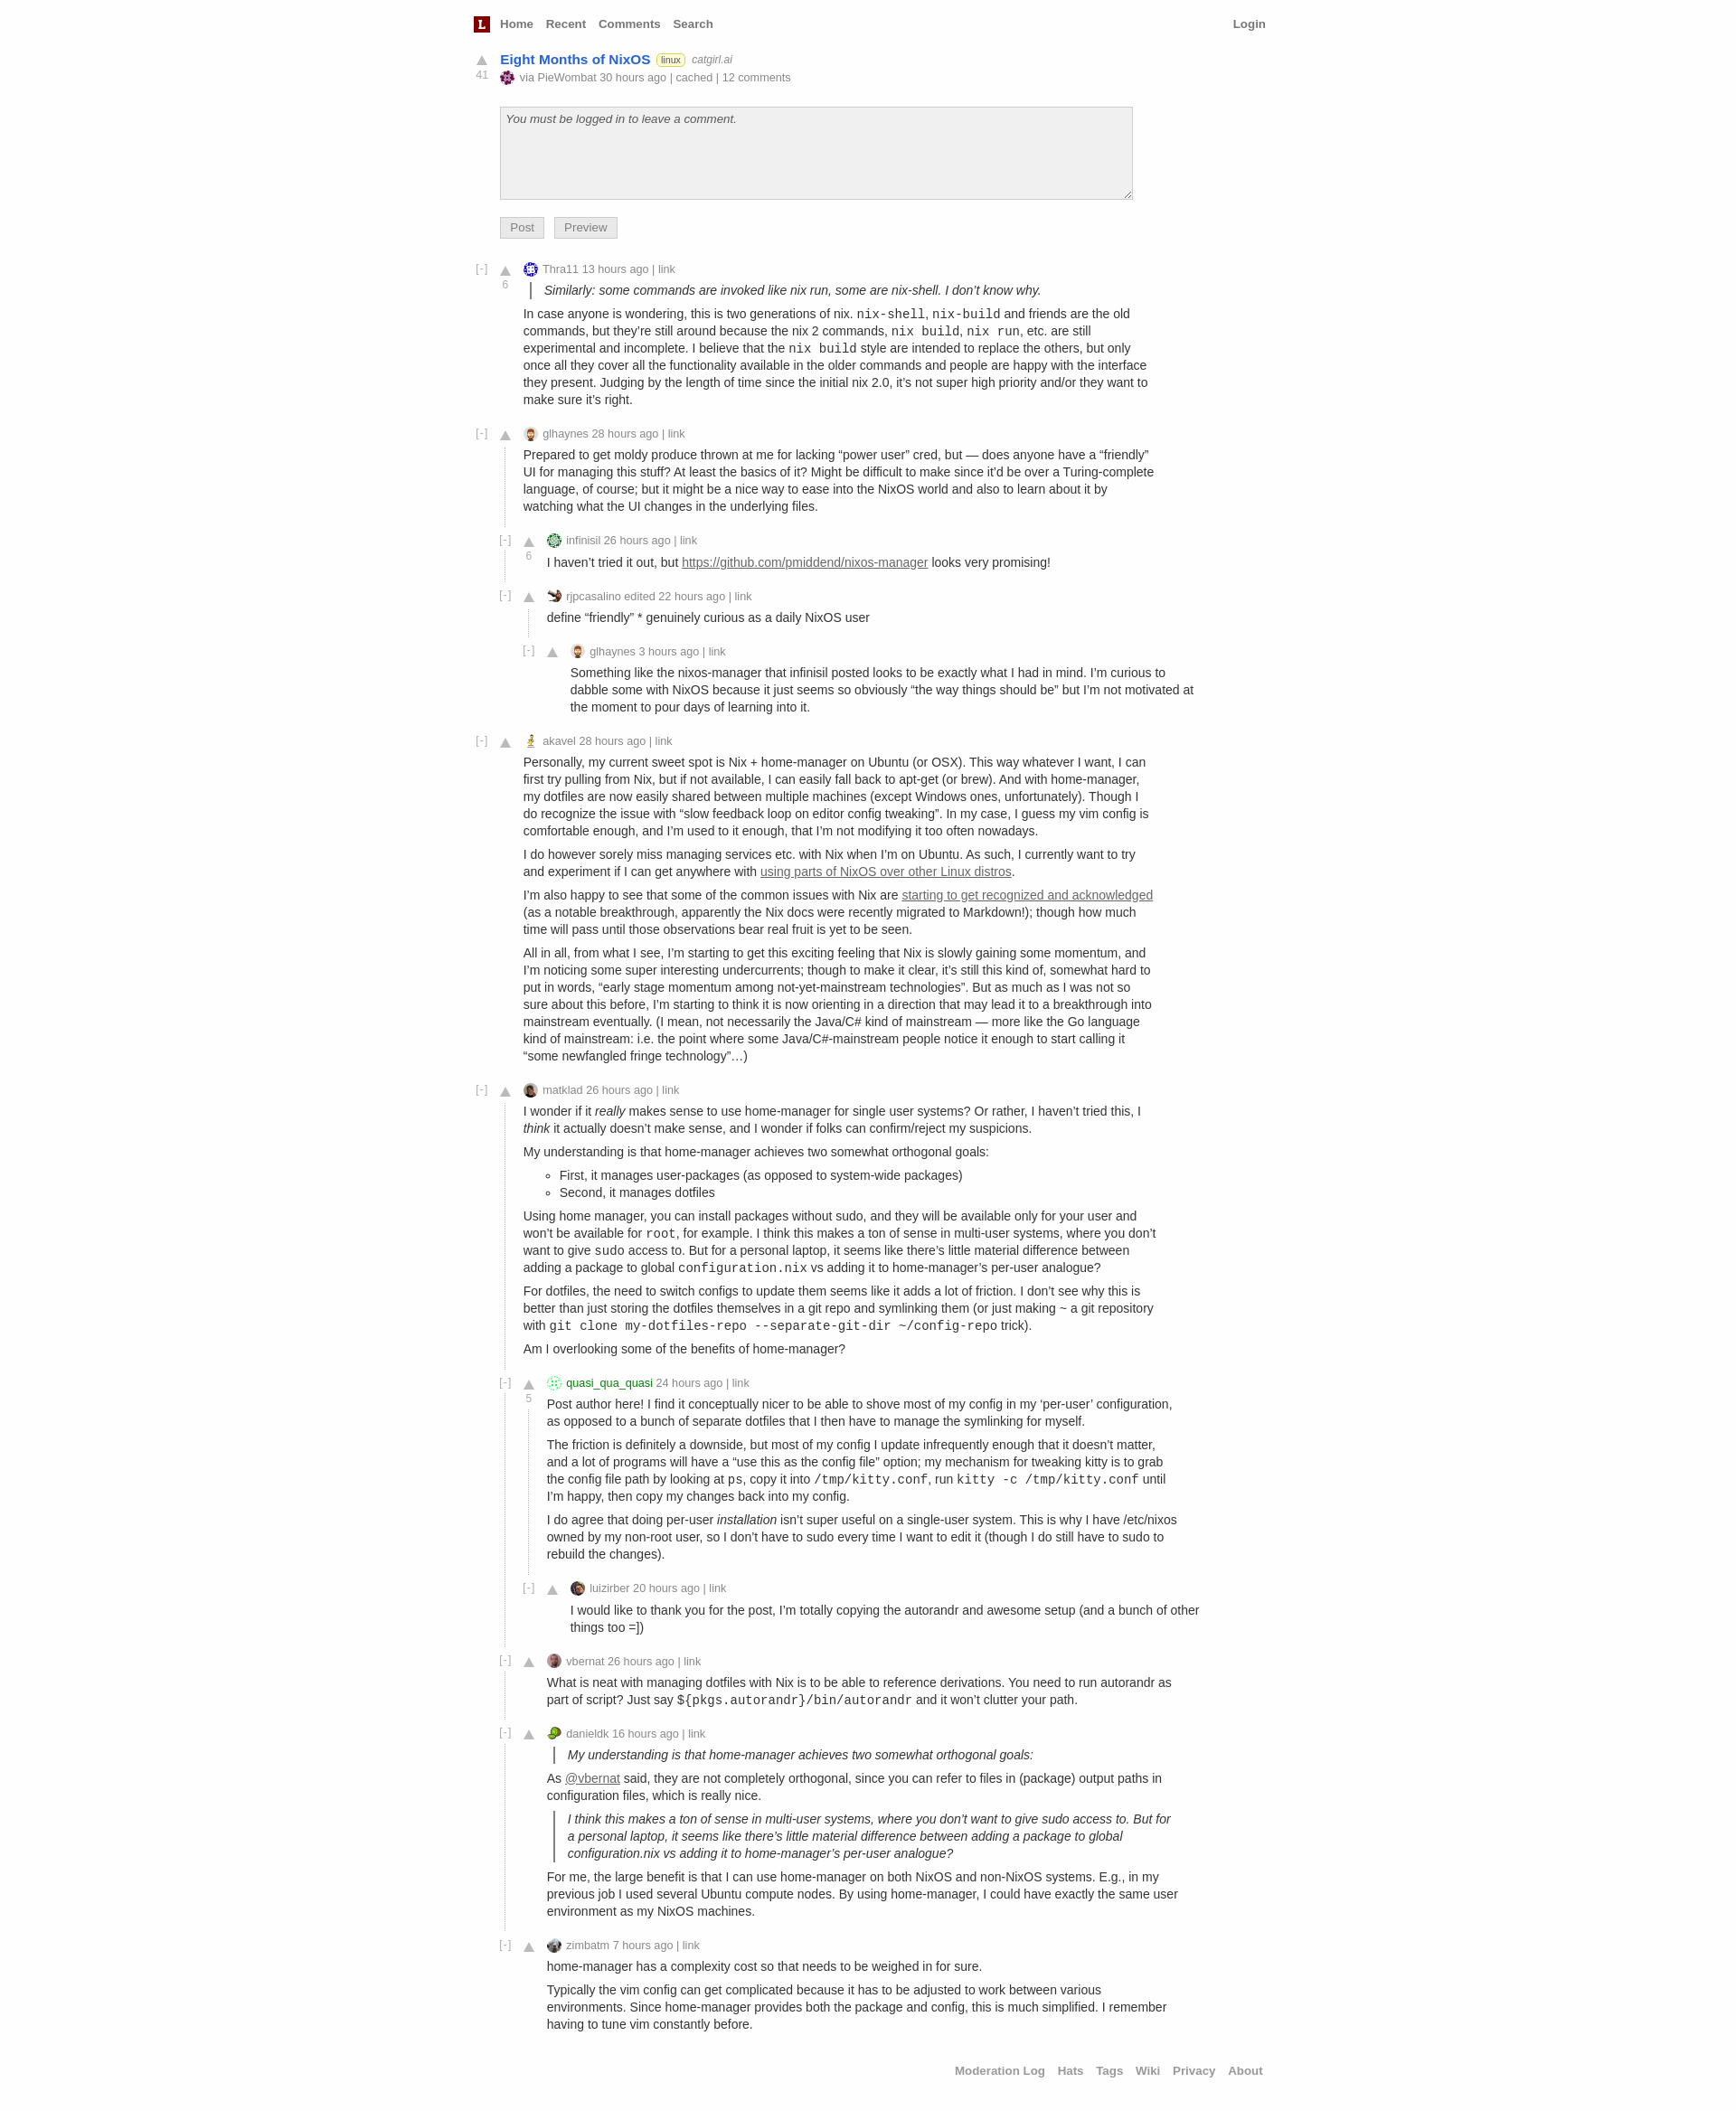 L Home Recent Comments Search Login
Eight Months of NixOS linux catgirl.ai
41
via PieWombat 30 hours ago | cached | 12 comments
You must be logged in to leave a comment.
Post Preview
[-] Thra11 13 hours ago | link
6
Similarly: some commands are invoked like nix run, some are nix-shell. I don’t know why.
In case anyone is wondering, this is two generations of nix. nix-shell, nix-build and friends are the old
commands, but they’re still around because the nix 2 commands, nix build, nix run, etc. are still
experimental and incomplete. I believe that the nix build style are intended to replace the others, but only
once all they cover all the functionality available in the older commands and people are happy with the interface
they present. Judging by the length of time since the initial nix 2.0, it’s not super high priority and/or they want to
make sure it’s right.
[-] glhaynes 28 hours ago | link
Prepared to get moldy produce thrown at me for lacking “power user” cred, but — does anyone have a “friendly”
UI for managing this stuff? At least the basics of it? Might be difficult to make since it’d be over a Turing-complete
language, of course; but it might be a nice way to ease into the NixOS world and also to learn about it by
watching what the UI changes in the underlying files.
[-] infinisil 26 hours ago | link
6
I haven’t tried it out, but https://github.com/pmiddend/nixos-manager looks very promising!
[-] rjpcasalino edited 22 hours ago | link
define “friendly” * genuinely curious as a daily NixOS user
[-] glhaynes 3 hours ago | link
Something like the nixos-manager that infinisil posted looks to be exactly what I had in mind. I’m curious to
dabble some with NixOS because it just seems so obviously “the way things should be” but I’m not motivated at
the moment to pour days of learning into it.
[-] akavel 28 hours ago | link
Personally, my current sweet spot is Nix + home-manager on Ubuntu (or OSX). This way whatever I want, I can
first try pulling from Nix, but if not available, I can easily fall back to apt-get (or brew). And with home-manager,
my dotfiles are now easily shared between multiple machines (except Windows ones, unfortunately). Though I
do recognize the issue with “slow feedback loop on editor config tweaking”. In my case, I guess my vim config is
comfortable enough, and I’m used to it enough, that I’m not modifying it too often nowadays.
I do however sorely miss managing services etc. with Nix when I’m on Ubuntu. As such, I currently want to try
and experiment if I can get anywhere with using parts of NixOS over other Linux distros.
I’m also happy to see that some of the common issues with Nix are starting to get recognized and acknowledged
(as a notable breakthrough, apparently the Nix docs were recently migrated to Markdown!); though how much
time will pass until those observations bear real fruit is yet to be seen.
All in all, from what I see, I’m starting to get this exciting feeling that Nix is slowly gaining some momentum, and
I’m noticing some super interesting undercurrents; though to make it clear, it’s still this kind of, somewhat hard to
put in words, “early stage momentum among not-yet-mainstream technologies”. But as much as I was not so
sure about this before, I’m starting to think it is now orienting in a direction that may lead it to a breakthrough into
mainstream eventually. (I mean, not necessarily the Java/C# kind of mainstream — more like the Go language
kind of mainstream: i.e. the point where some Java/C#-mainstream people notice it enough to start calling it
“some newfangled fringe technology”…)
[-] matklad 26 hours ago | link
I wonder if it really makes sense to use home-manager for single user systems? Or rather, I haven’t tried this, I
think it actually doesn’t make sense, and I wonder if folks can confirm/reject my suspicions.
My understanding is that home-manager achieves two somewhat orthogonal goals:
First, it manages user-packages (as opposed to system-wide packages)
Second, it manages dotfiles
Using home manager, you can install packages without sudo, and they will be available only for your user and
won’t be available for root, for example. I think this makes a ton of sense in multi-user systems, where you don’t
want to give sudo access to. But for a personal laptop, it seems like there’s little material difference between
adding a package to global configuration.nix vs adding it to home-manager’s per-user analogue?
For dotfiles, the need to switch configs to update them seems like it adds a lot of friction. I don’t see why this is
better than just storing the dotfiles themselves in a git repo and symlinking them (or just making ~ a git repository
with git clone my-dotfiles-repo --separate-git-dir ~/config-repo trick).
Am I overlooking some of the benefits of home-manager?
[-] quasi_qua_quasi 24 hours ago | link
5
Post author here! I find it conceptually nicer to be able to shove most of my config in my ‘per-user’ configuration,
as opposed to a bunch of separate dotfiles that I then have to manage the symlinking for myself.
The friction is definitely a downside, but most of my config I update infrequently enough that it doesn’t matter,
and a lot of programs will have a “use this as the config file” option; my mechanism for tweaking kitty is to grab
the config file path by looking at ps, copy it into /tmp/kitty.conf, run kitty -c /tmp/kitty.conf until
I’m happy, then copy my changes back into my config.
I do agree that doing per-user installation isn’t super useful on a single-user system. This is why I have /etc/nixos
owned by my non-root user, so I don’t have to sudo every time I want to edit it (though I do still have to sudo to
rebuild the changes).
[-] luizirber 20 hours ago | link
I would like to thank you for the post, I’m totally copying the autorandr and awesome setup (and a bunch of other
things too =])
[-] vbernat 26 hours ago | link
What is neat with managing dotfiles with Nix is to be able to reference derivations. You need to run autorandr as
part of script? Just say ${pkgs.autorandr}/bin/autorandr and it won’t clutter your path.
[-] danieldk 16 hours ago | link
My understanding is that home-manager achieves two somewhat orthogonal goals:
As @vbernat said, they are not completely orthogonal, since you can refer to files in (package) output paths in
configuration files, which is really nice.
I think this makes a ton of sense in multi-user systems, where you don’t want to give sudo access to. But for
a personal laptop, it seems like there’s little material difference between adding a package to global
configuration.nix vs adding it to home-manager’s per-user analogue?
For me, the large benefit is that I can use home-manager on both NixOS and non-NixOS systems. E.g., in my
previous job I used several Ubuntu compute nodes. By using home-manager, I could have exactly the same user
environment as my NixOS machines.
[-] zimbatm 7 hours ago | link
home-manager has a complexity cost so that needs to be weighed in for sure.
Typically the vim config can get complicated because it has to be adjusted to work between various
environments. Since home-manager provides both the package and config, this is much simplified. I remember
having to tune vim constantly before.
Moderation Log Hats Tags Wiki Privacy About